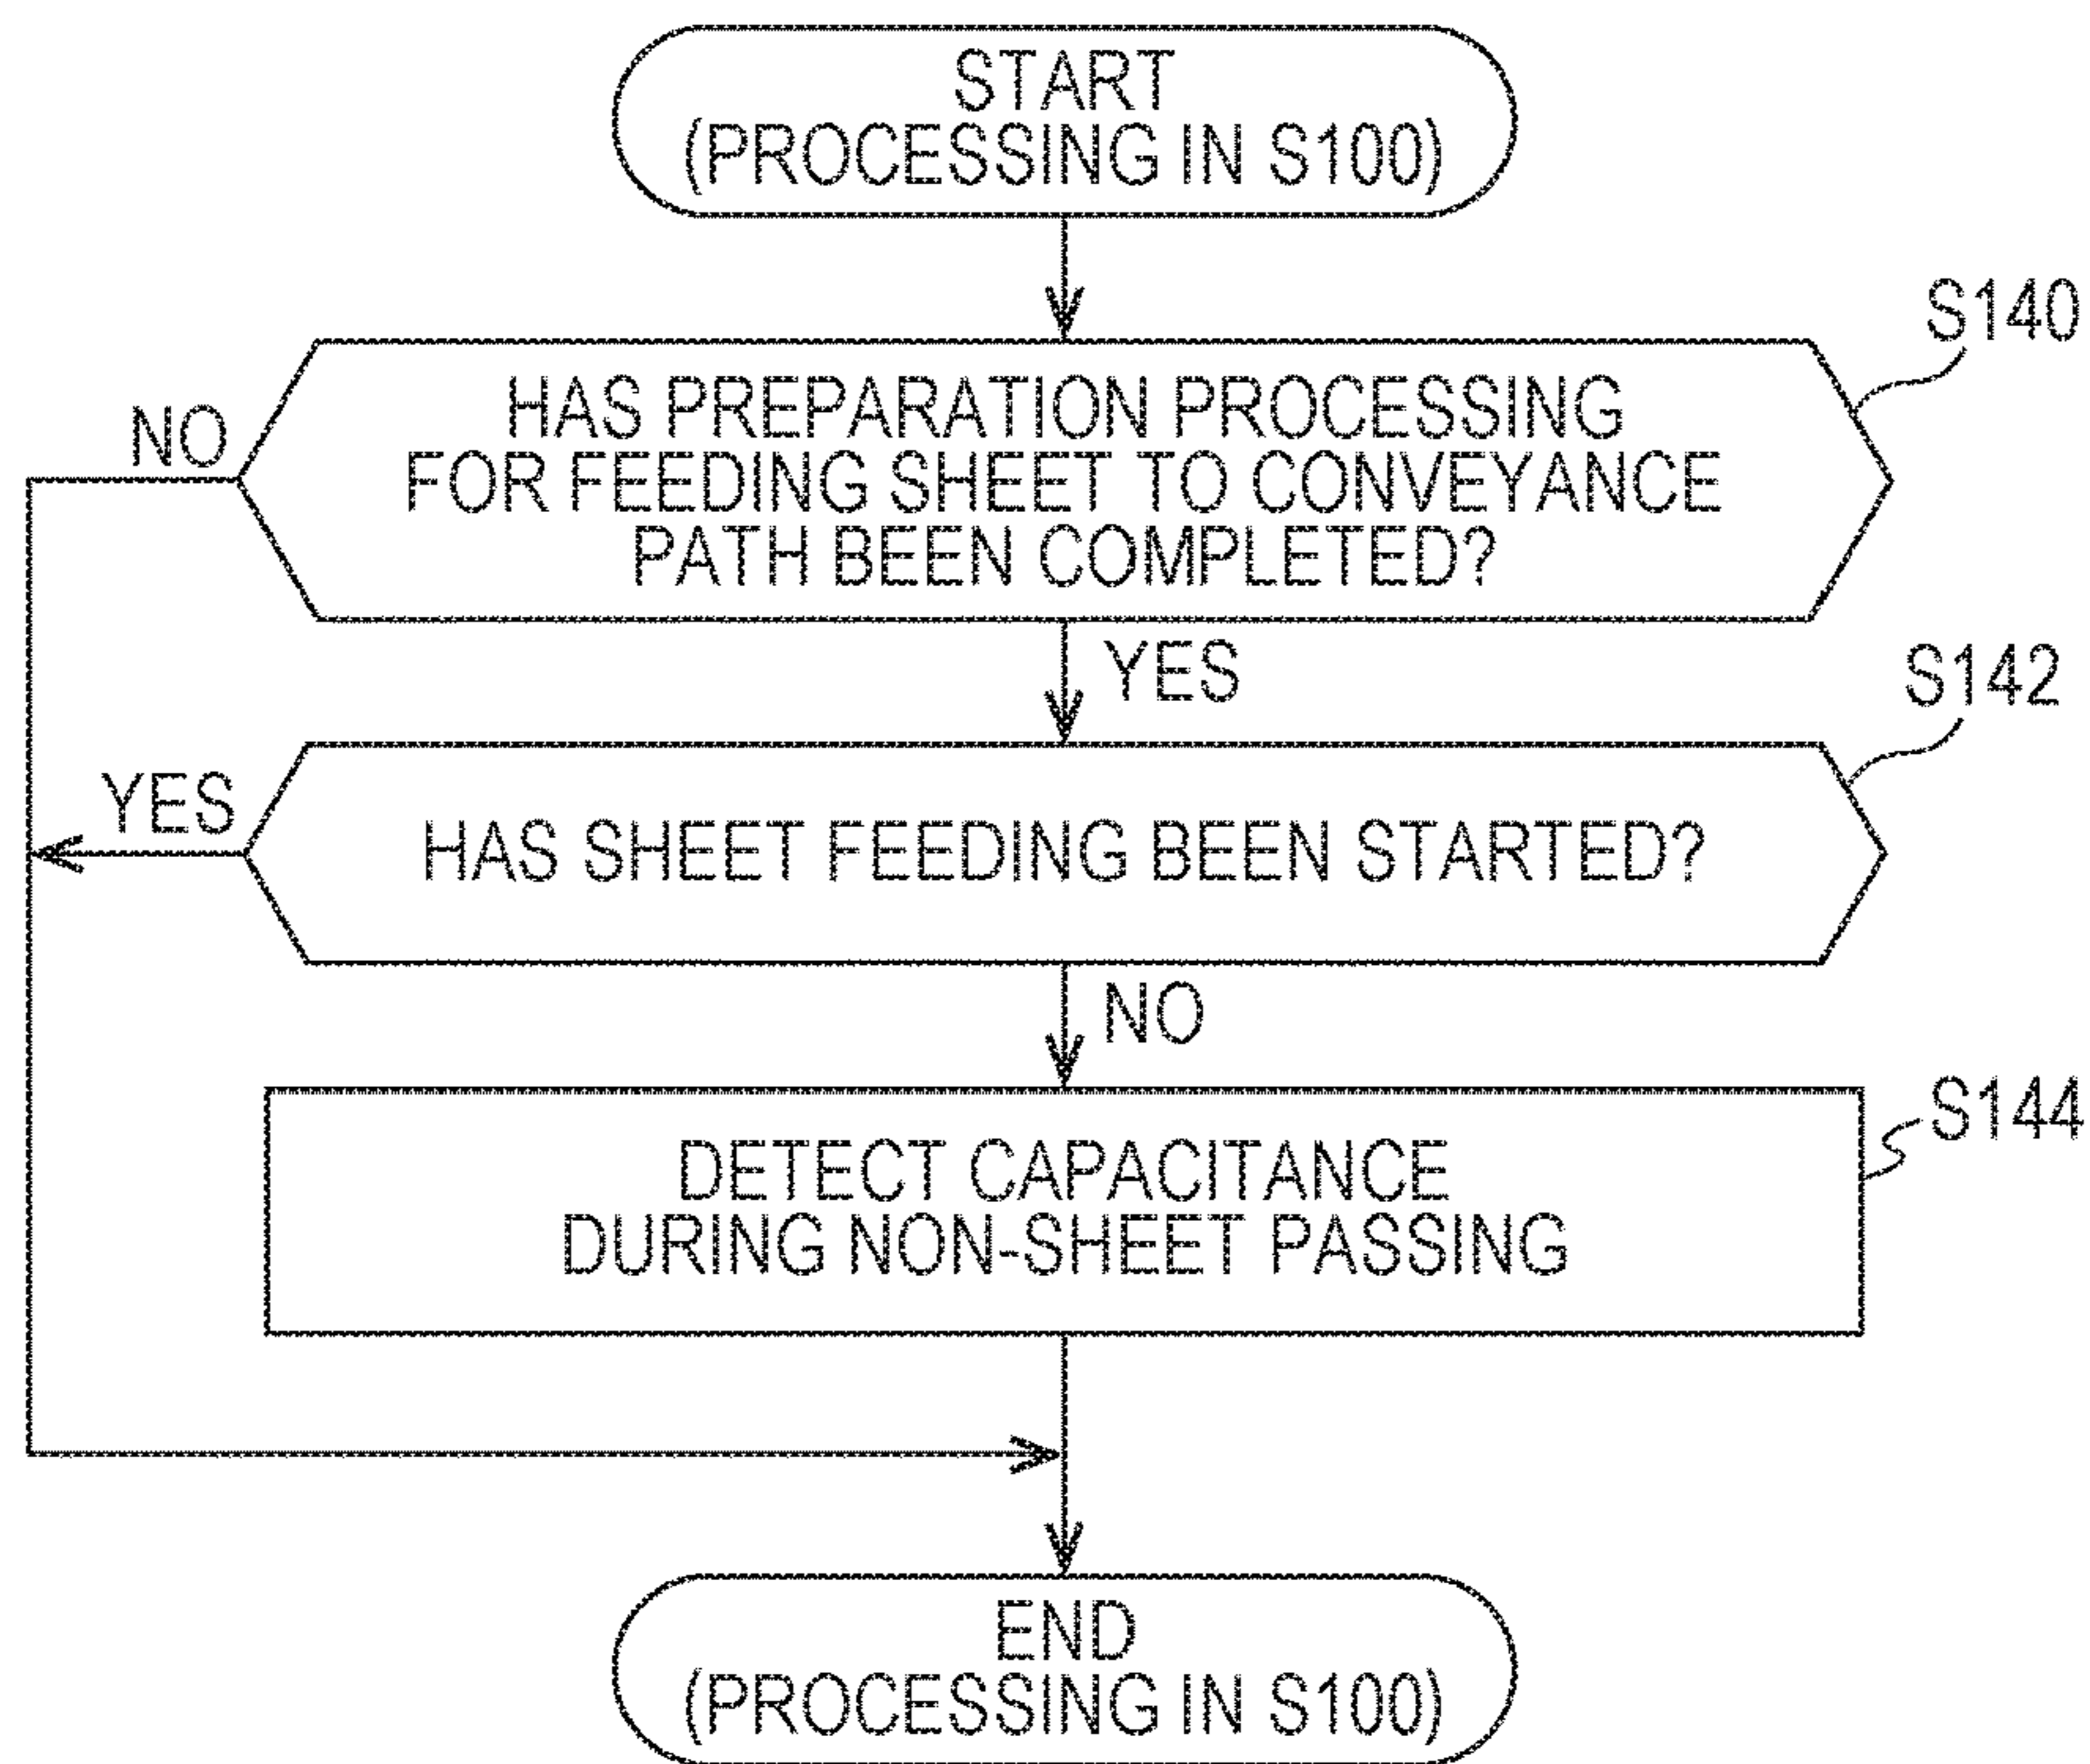 START
(PROCESSING IN S100)
S140
HAS PREPARATION PROCESSING
FOR FEEDING SHEET TO CONVEYANCE
PATH BEEN COMPLETED?
NO
YES
S142
HAS SHEET FEEDING BEEN STARTED?
YES
NO
S144
DETECT CAPACITANCE
DURING NON-SHEET PASSING
END
(PROCESSING IN S100)